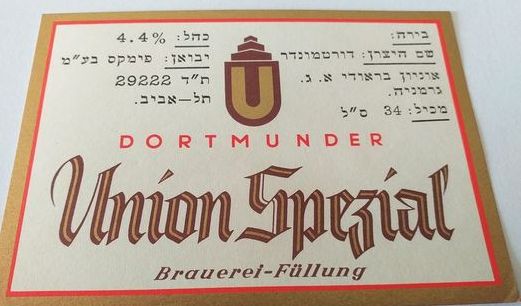 בירה:
שם היצרן: דורטמונדר
אוניון בראודי א. ג.
גרמניה.
מכיל: 34 ס״ל
כהל: 4.4%
יבואן: פימקס בע״מ
ת״ד 29222
תל–אביב.
U
DORTMUNDER
Union Spezial
Brauerei-Füllung